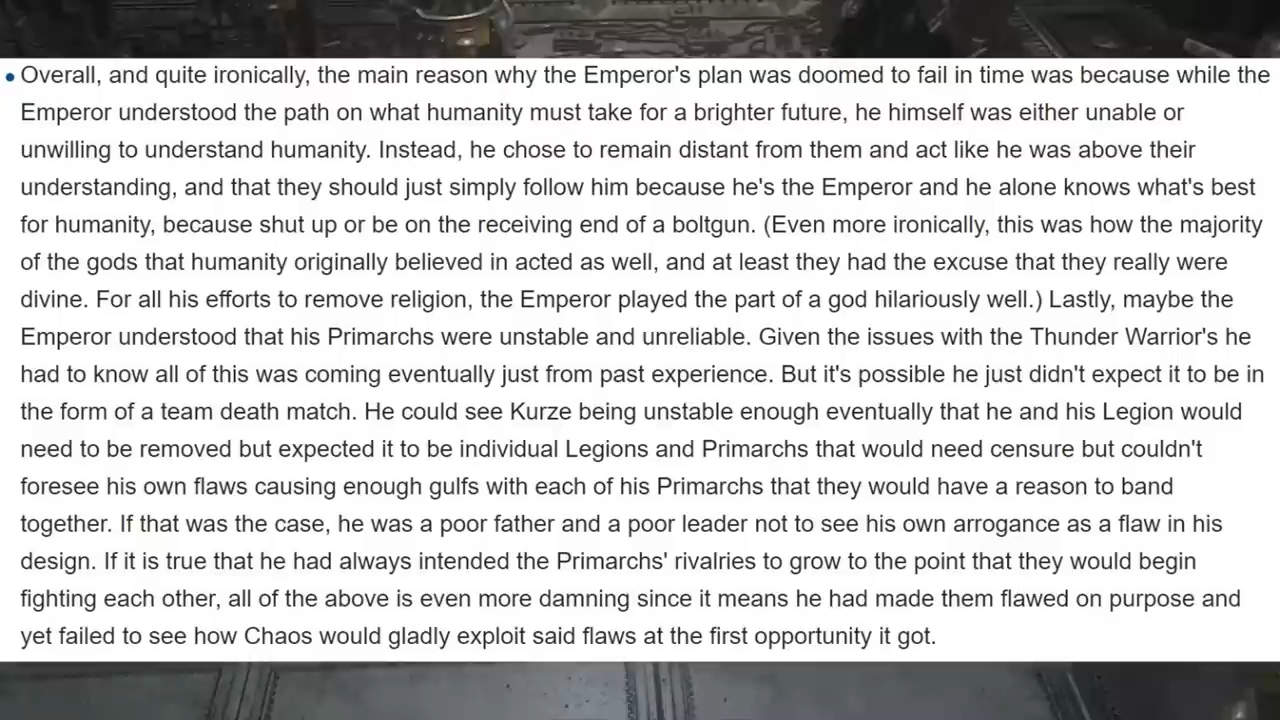 • Overall, and quite ironically, the main reason why the Emperor's plan was doomed to fail in time was because while the
Emperor understood the path on what humanity must take for a brighter future, he himself was either unable or
unwilling to understand humanity. Instead, he chose to remain distant from them and act like he was above their
understanding, and that they should just simply follow him because he's the Emperor and he alone knows what's best
for humanity, because shut up or be on the receiving end of a boltgun. (Even more ironically, this was how the majority
of the gods that humanity originally believed in acted as well, and at least they had the excuse that they really were
divine. For all his efforts to remove religion, the Emperor played the part of a god hilariously well.) Lastly, maybe the
Emperor understood that his Primarchs were unstable and unreliable. Given the issues with the Thunder Warrior's he
had to know all of this was coming eventually just from past experience. But it's possible he just didn't expect it to be in
the form of a team death match. He could see Kurze being unstable enough eventually that he and his Legion would
need to be removed but expected it to be individual Legions and Primarchs that would need censure but couldn't
foresee his own flaws causing enough gulfs with each of his Primarchs that they would have a reason to band
together. If that was the case, he was a poor father and a poor leader not to see his own arrogance as a flaw in his
design. If it is true that he had always intended the Primarchs' rivalries to grow to the point that they would begin
fighting each other, all of the above is even more damning since it means he had made them flawed on purpose and
yet failed to see how Chaos would gladly exploit said flaws at the first opportunity it got.